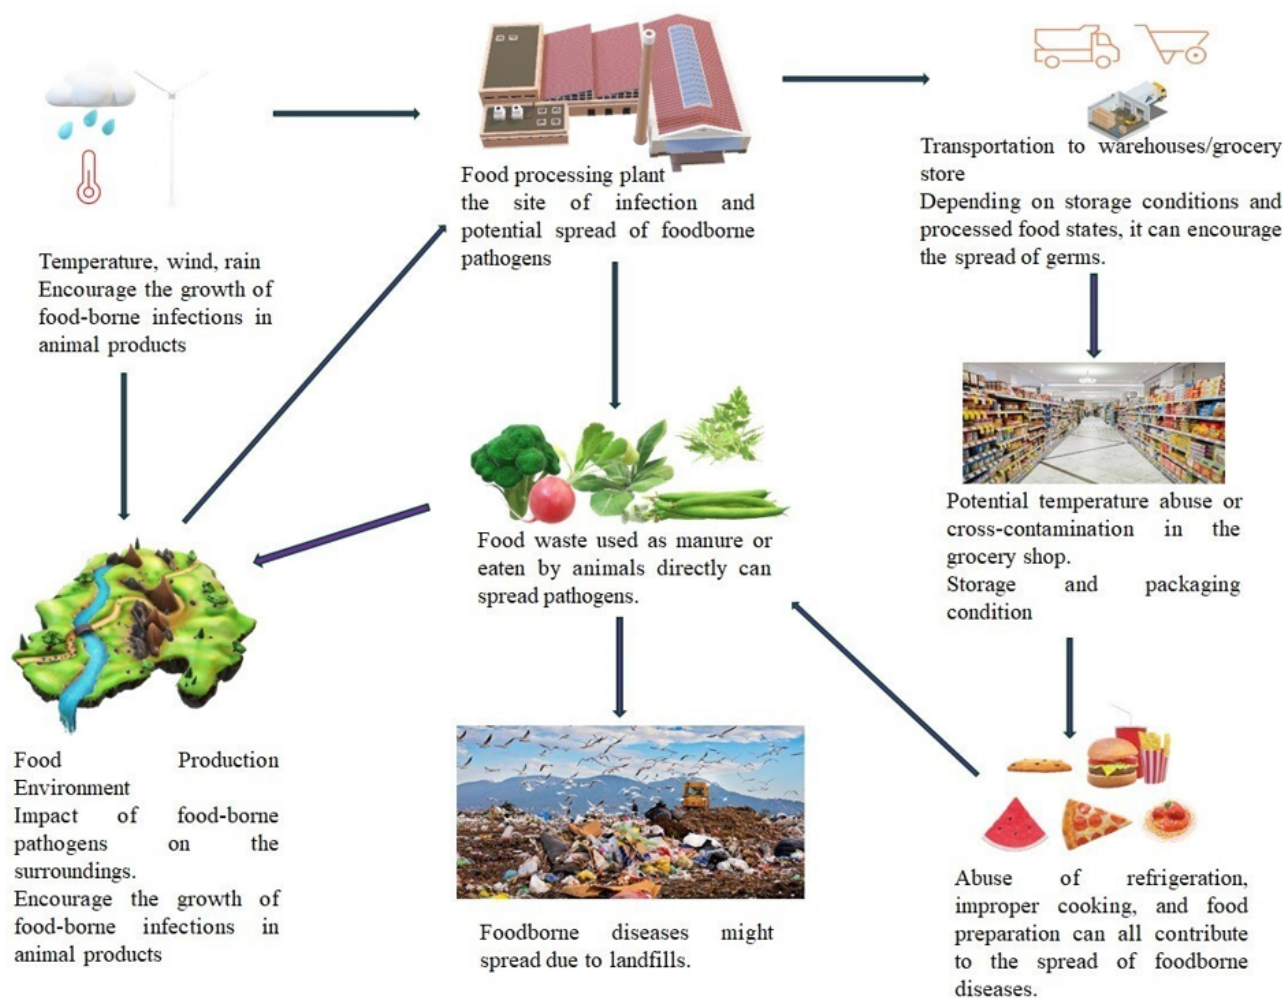 Temperature, wind, rain
Encourage the growth of
food-borne infections in
animal products
Food processing plant
the site of infection and
potential spread of foodborne
pathogens
Transportation to warehouses/grocery
store
Depending on storage conditions and
processed food states, it can encourage
the spread of germs.
Food waste used as manure or
eaten by animals directly can
spread pathogens.
Potential temperature abuse or
cross-contamination in the
grocery shop.
Storage and packaging
condition
Food Production
Environment
Impact of food-borne
pathogens on the
surroundings.
Encourage the growth of
food-borne infections in
animal products
Foodborne diseases might
spread due to landfills.
Abuse of refrigeration,
improper cooking, and food
preparation can all contribute
to the spread of foodborne
diseases.